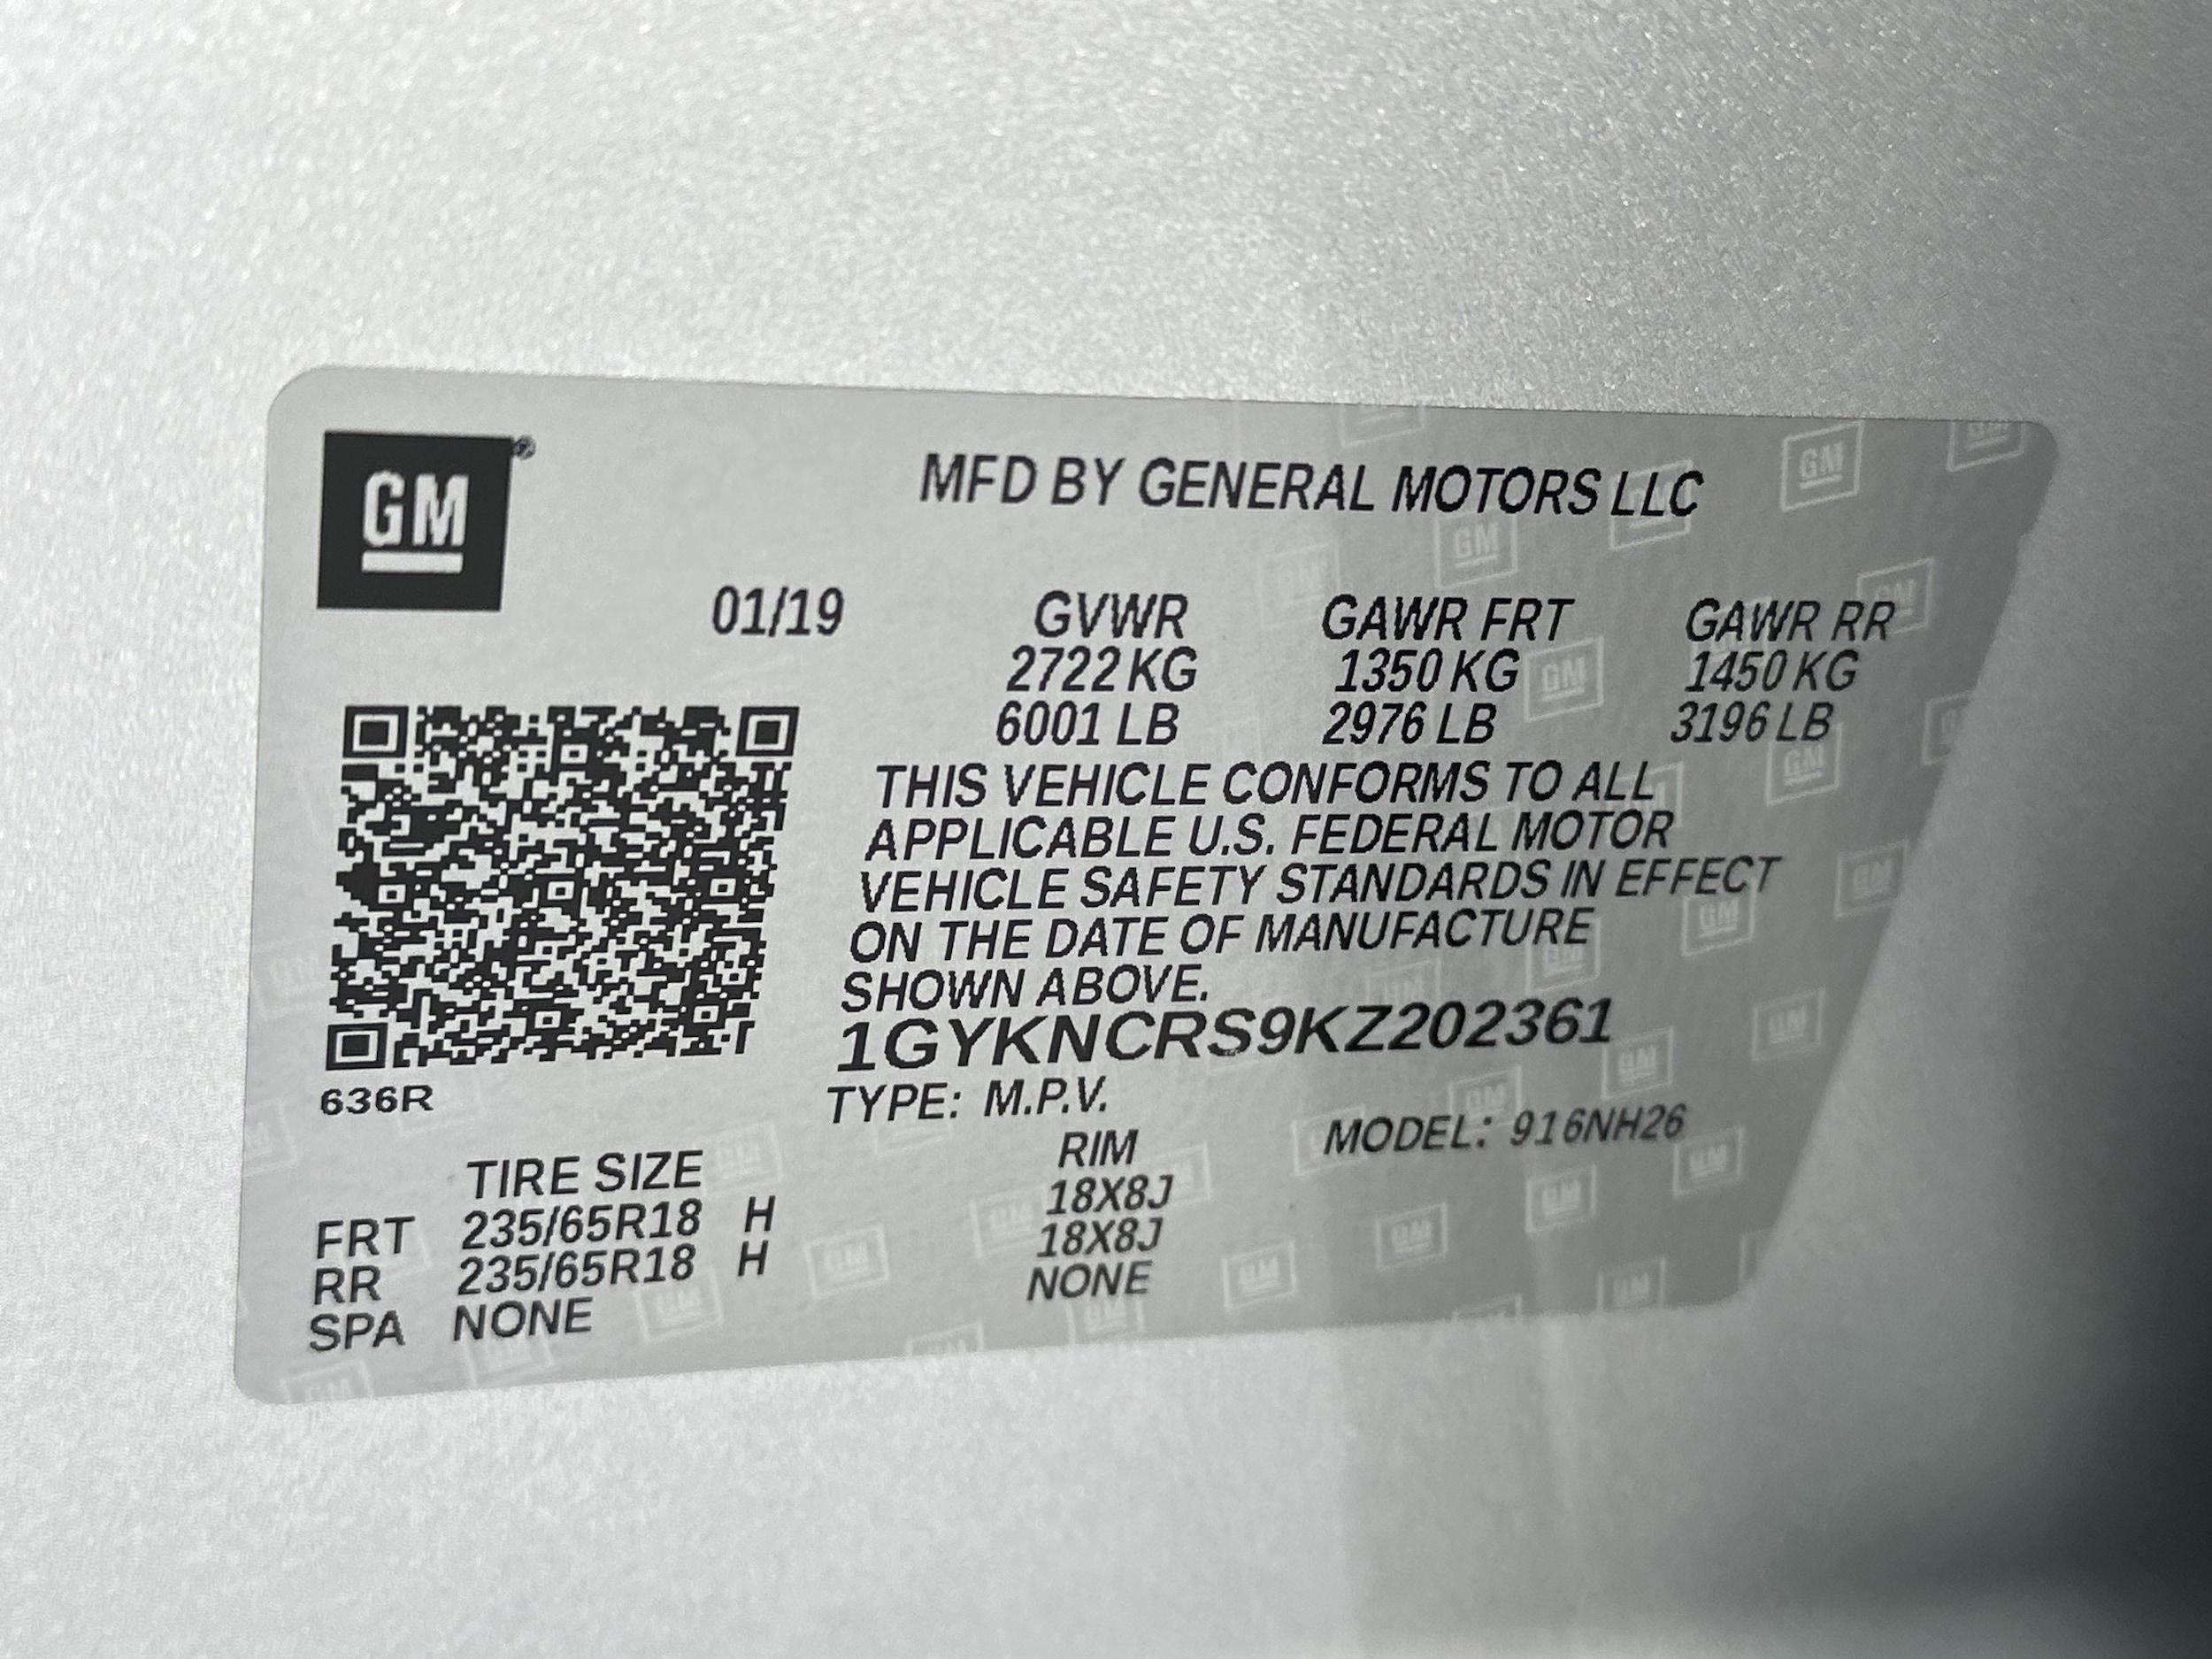 GM
MFD BY GENERAL MOTORS LLC
01/19 GVWR GAWR FRT GAWR RR
2722 KG 1350 KG 1450 KG
6001 LB 2976 LB 3196 LB
THIS VEHICLE CONFORMS TO ALL
APPLICABLE U.S. FEDERAL MOTOR
VEHICLE SAFETY STANDARDS IN EFFECT
ON THE DATE OF MANUFACTURE
SHOWN ABOVE.
1GYKNCRS9KZ202361
636R
TYPE: M.P.V. MODEL: 916NH26
TIRE SIZE RIM
FRT 235/65R18 H 18X8J
RR 235/65R18 H 18X8J
SPA NONE NONE